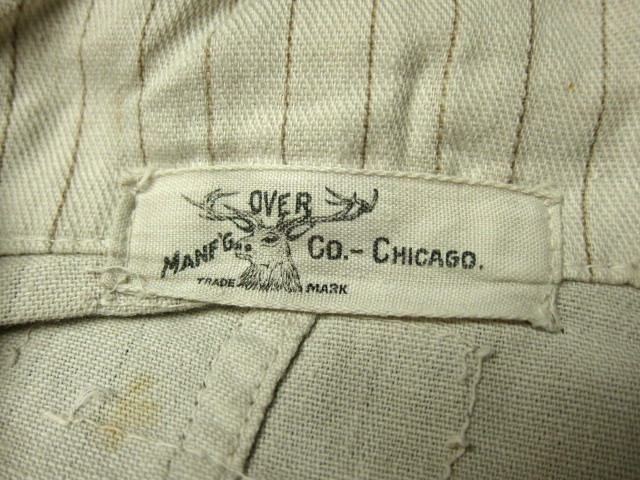 OVER
MANF'G. CO.-CHICAGO.
TRADE MARK